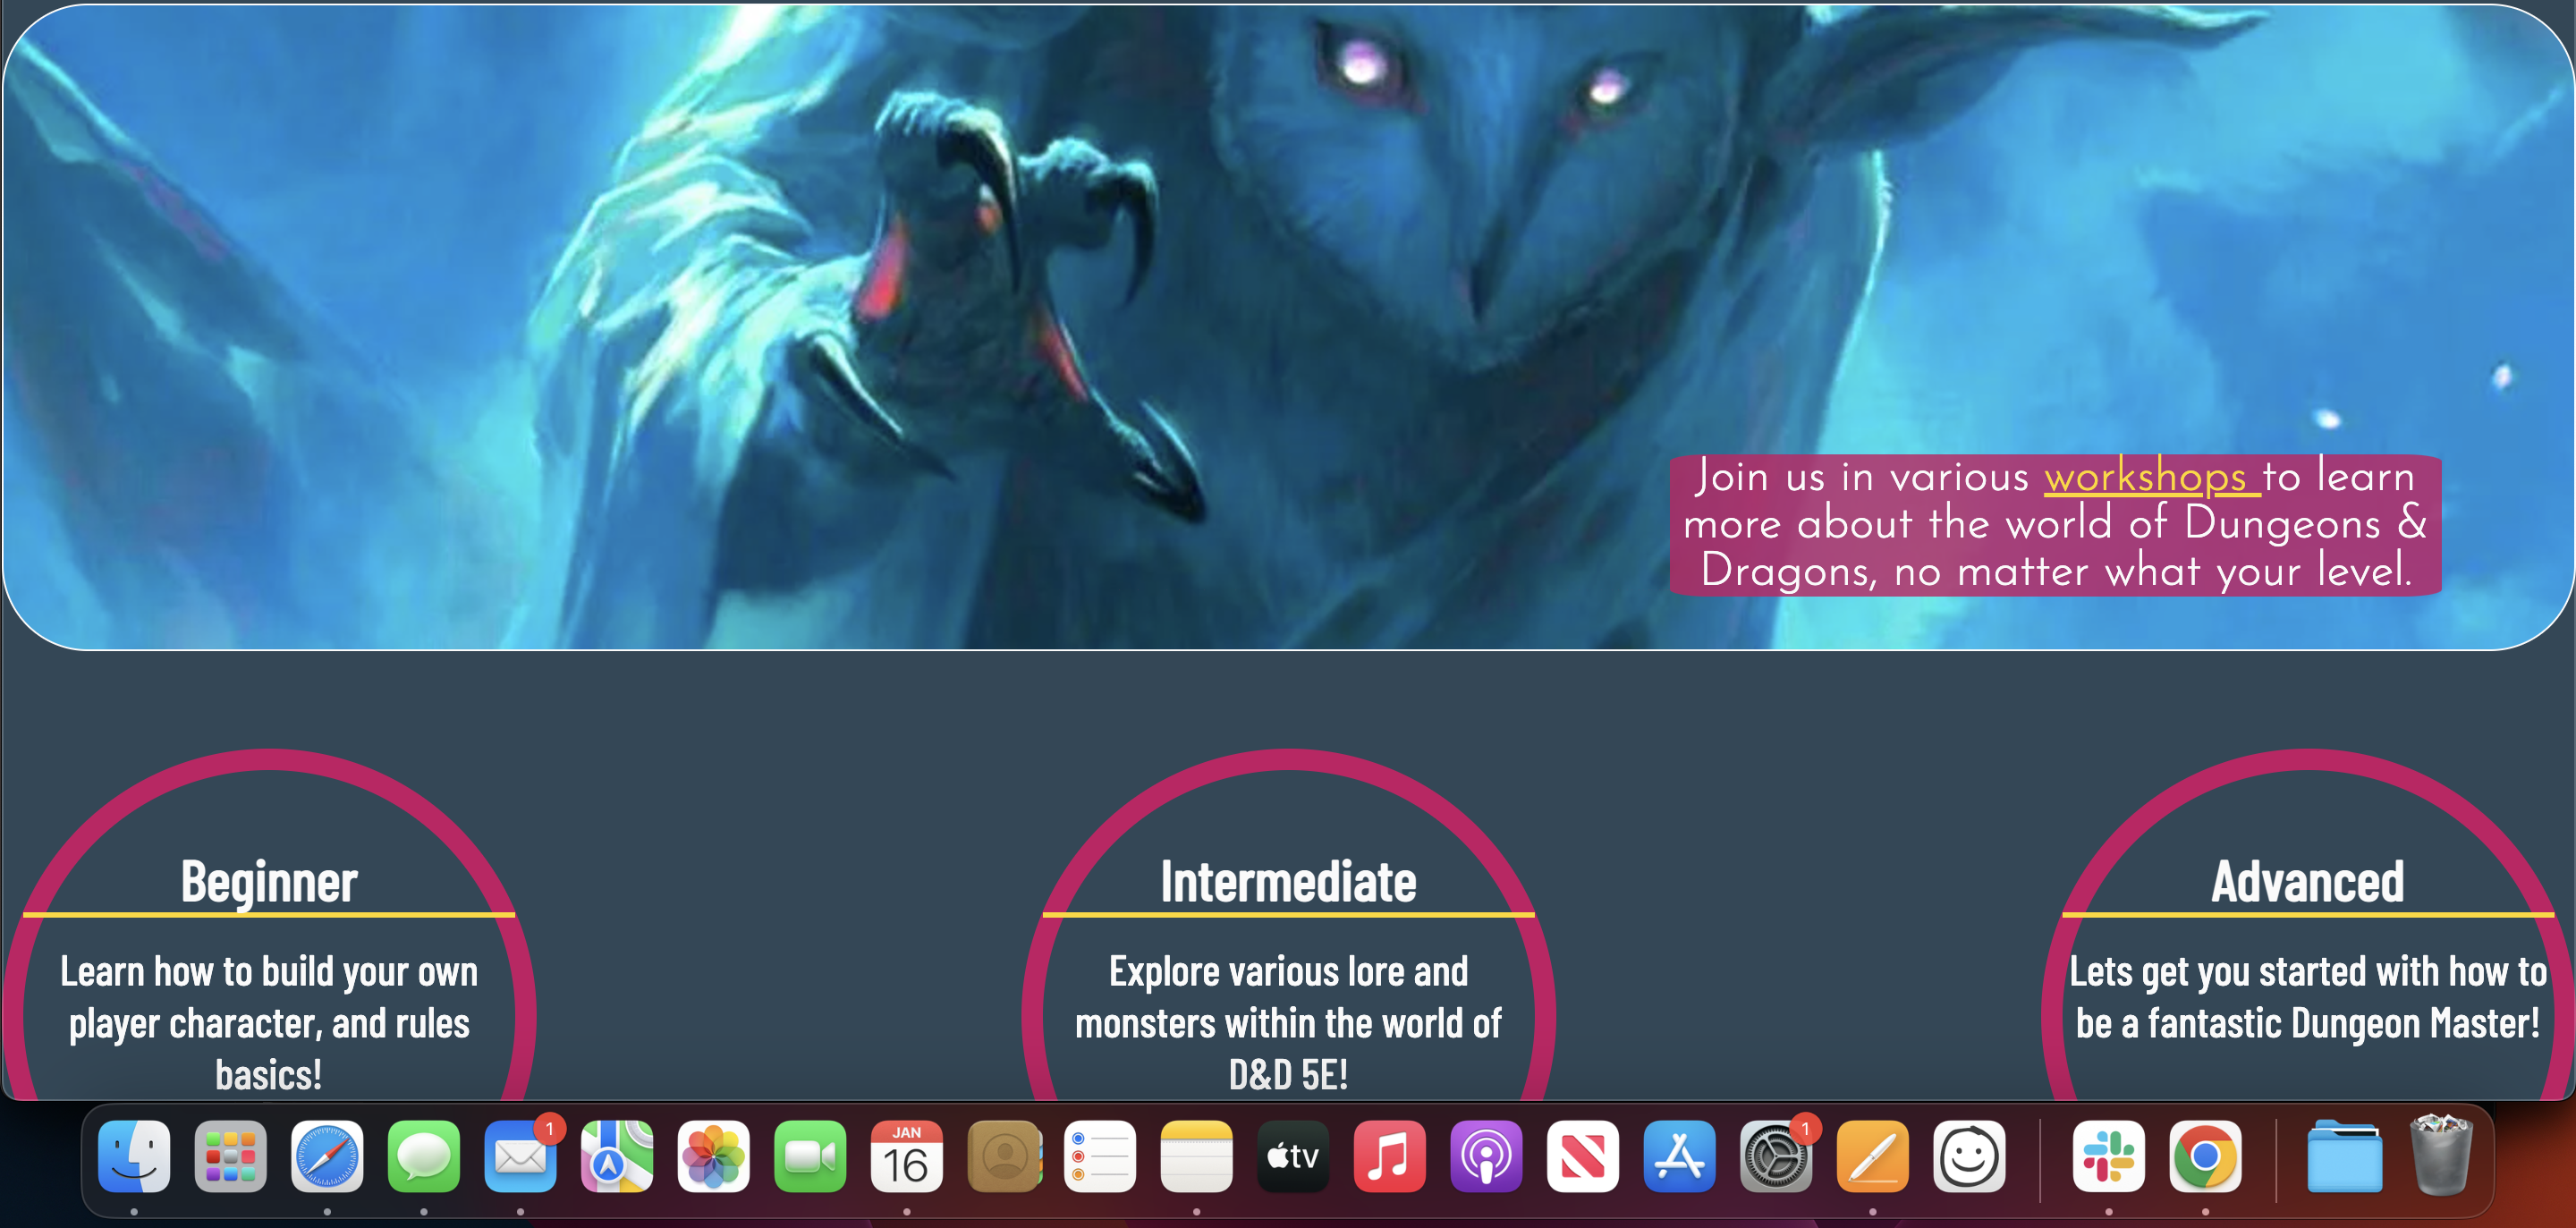 Join us in various workshops to learn
more about the world of Dungeons &
Dragons, no matter what your level.
Beginner
Intermediate
Advanced
Learn how to build your own
player character, and rules
basics!
Explore various lore and
monsters within the world of
D&D 5E!
Lets get you started with how to
be a fantastic Dungeon Master!
1
JAN
16
tv
1